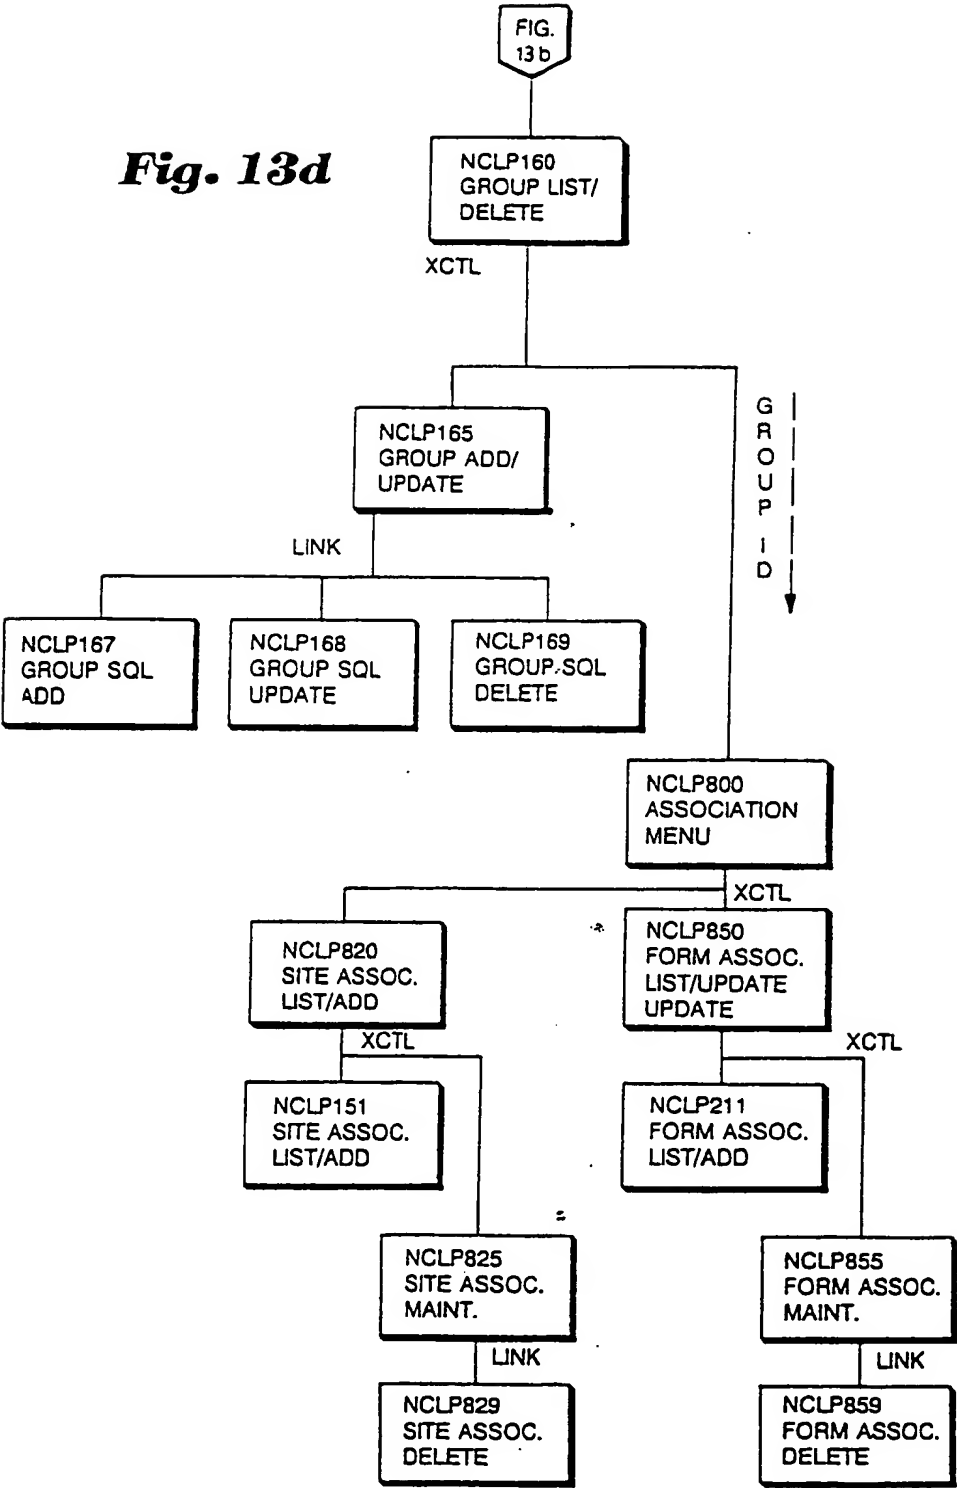 FIG.
13b
Fig. 13d
NCLP160
GROUP LIST/
DELETE
XCTL
NCLP165
GROUP ADD/
UPDATE
GROUP ID
LINK
NCLP167
GROUP SQL
ADD
NCLP168
GROUP SQL
UPDATE
NCLP169
GROUP SQL
DELETE
NCLP800
ASSOCIATION
MENU
XCTL
NCLP820
SITE ASSOC.
LIST/ADD
NCLP850
FORM ASSOC.
LIST/UPDATE
UPDATE
XCTL
XCTL
NCLP151
SITE ASSOC.
LIST/ADD
NCLP211
FORM ASSOC.
LIST/ADD
NCLP825
SITE ASSOC.
MAINT.
NCLP855
FORM ASSOC.
MAINT.
LINK
LINK
NCLP829
SITE ASSOC.
DELETE
NCLP859
FORM ASSOC.
DELETE